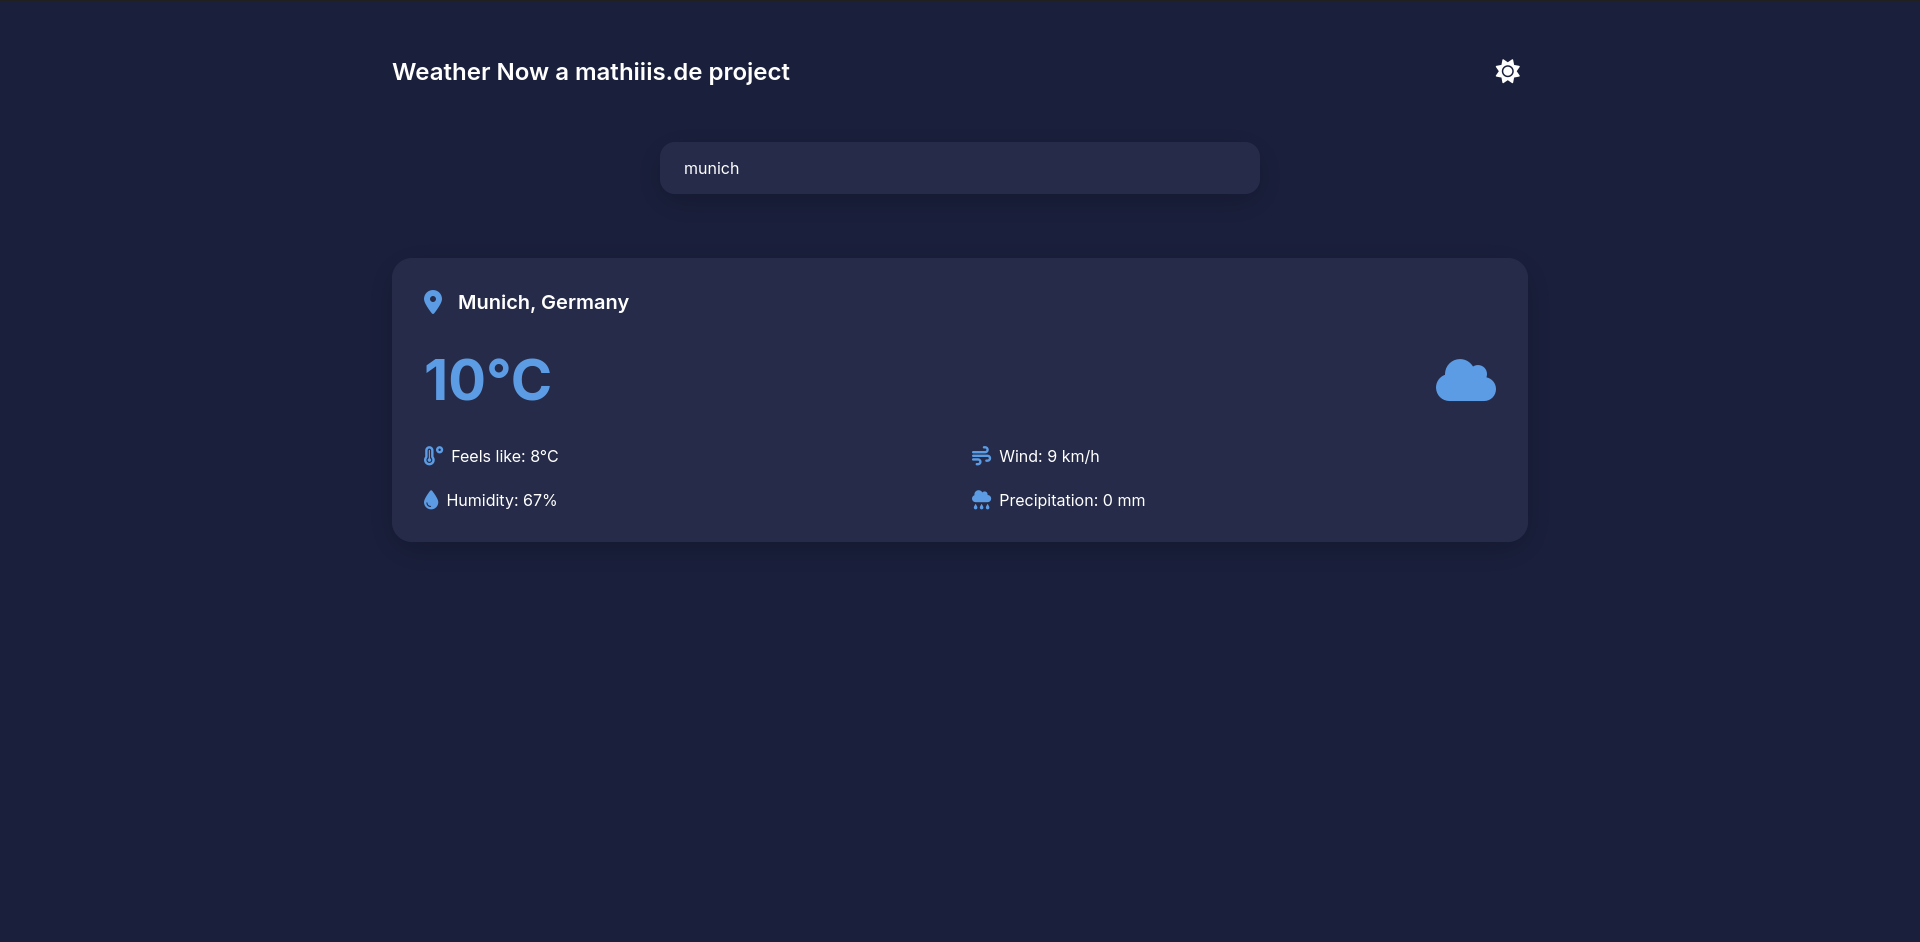 Weather Now a mathiiis.de project
munich
Munich, Germany
10°C
Feels like: 8°C
Wind: 9 km/h
Humidity: 67%
Precipitation: 0 mm